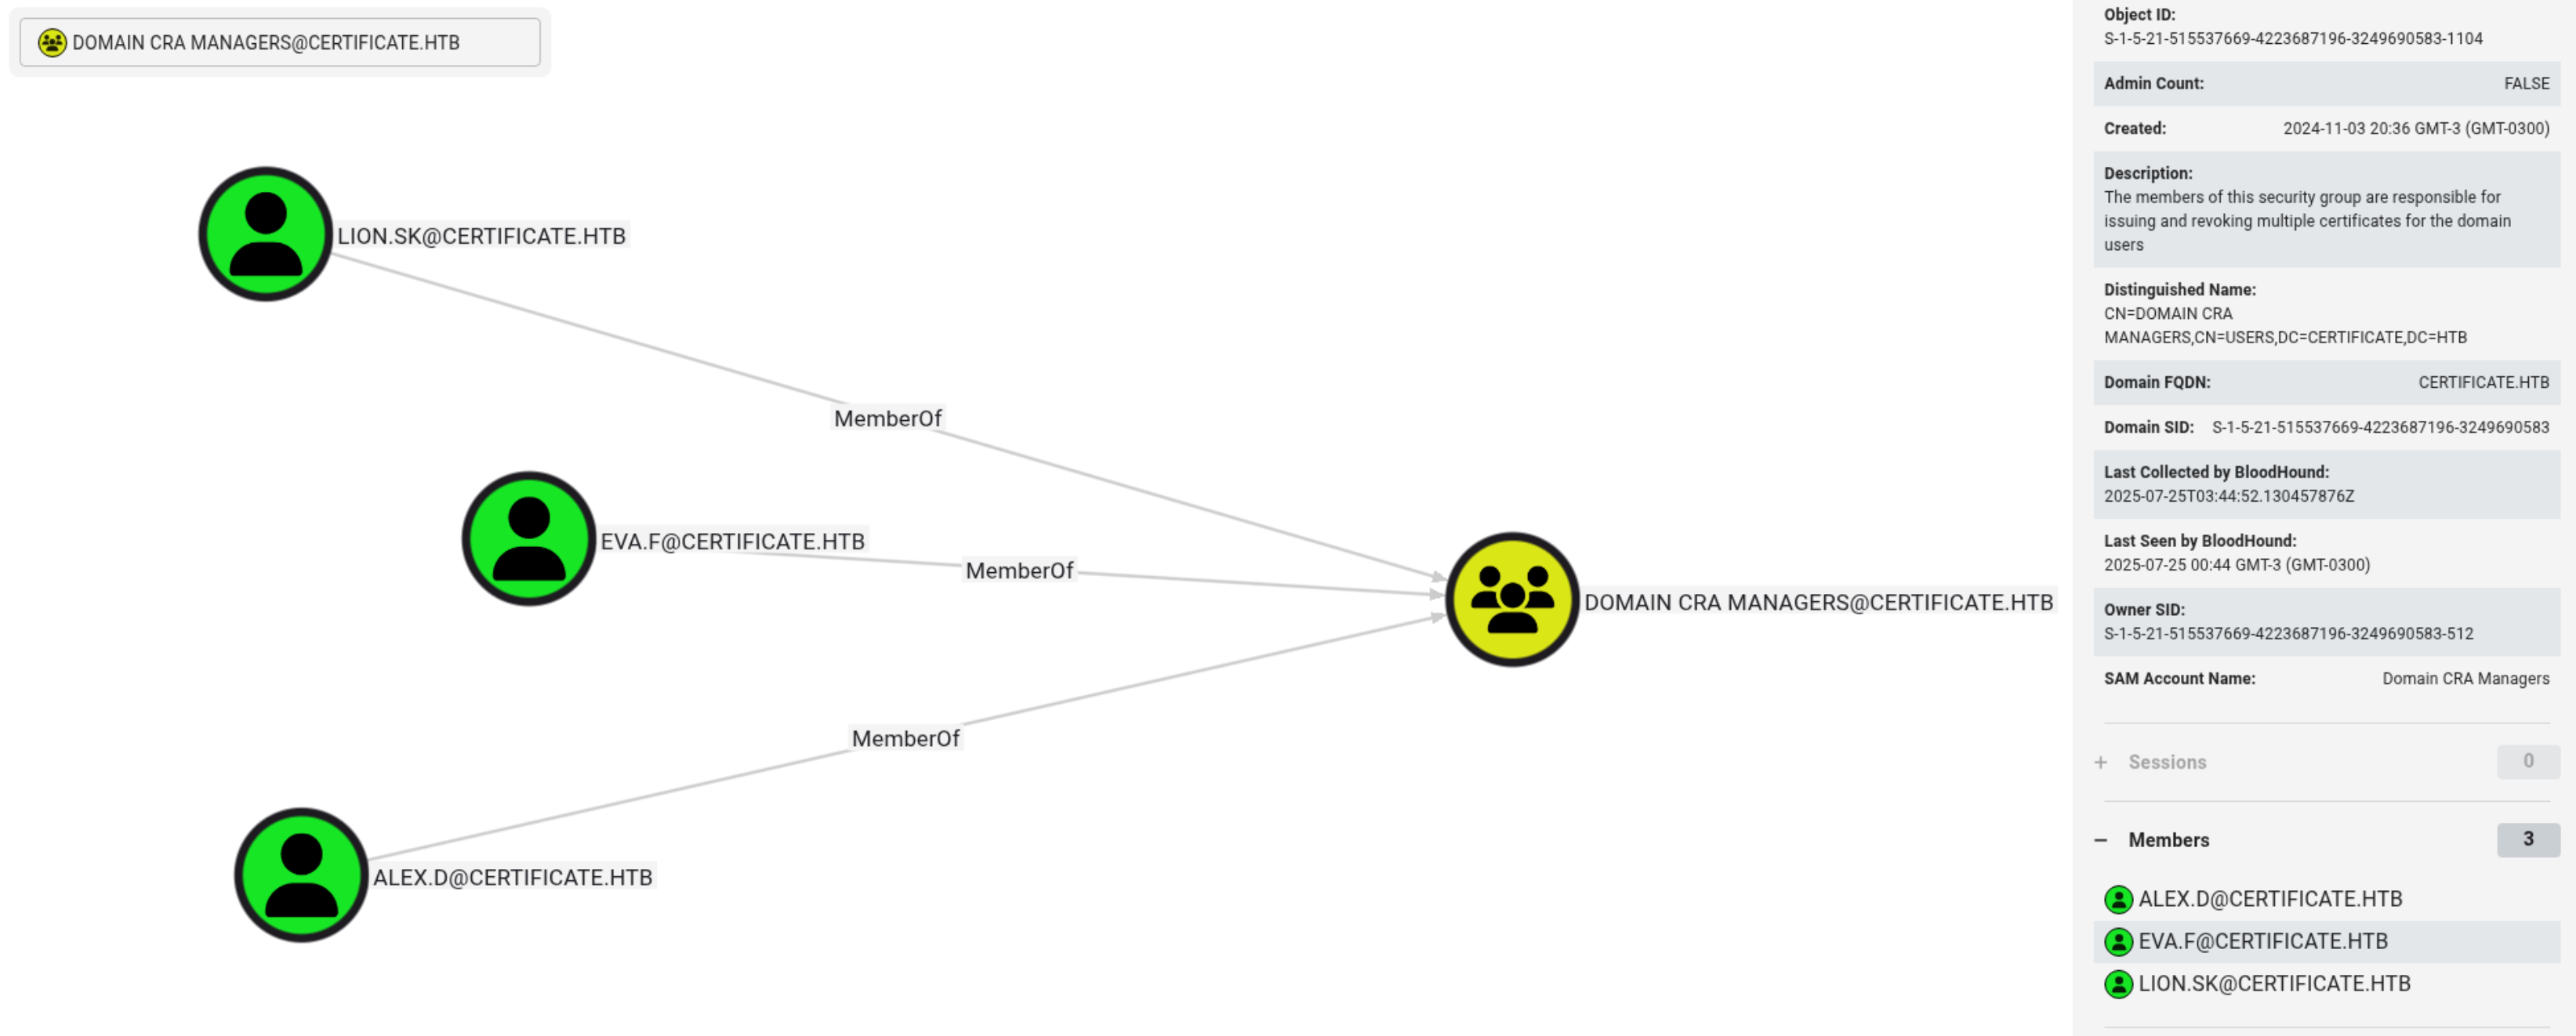 DOMAIN CRA MANAGERS@CERTIFICATE.HTB
LION.SK@CERTIFICATE.HTB
MemberOf
EVA.F@CERTIFICATE.HTB
MemberOf
DOMAIN CRA MANAGERS@CERTIFICATE.HTB
MemberOf
ALEX.D@CERTIFICATE.HTB
Object ID:
S-1-5-21-515537669-4223687196-3249690583-1104
Admin Count: FALSE
Created: 2024-11-03 20:36 GMT-3 (GMT-0300)
Description:
The members of this security group are responsible for
issuing and revoking multiple certificates for the domain
users
Distinguished Name:
CN=DOMAIN CRA
MANAGERS,CN=USERS,DC=CERTIFICATE,DC=HTB
Domain FQDN: CERTIFICATE.HTB
Domain SID: S-1-5-21-515537669-4223687196-3249690583
Last Collected by BloodHound:
2025-07-25T03:44:52.130457876Z
Last Seen by BloodHound:
2025-07-25 00:44 GMT-3 (GMT-0300)
Owner SID:
S-1-5-21-515537669-4223687196-3249690583-512
SAM Account Name: Domain CRA Managers
+ Sessions 0
− Members 3
ALEX.D@CERTIFICATE.HTB
EVA.F@CERTIFICATE.HTB
LION.SK@CERTIFICATE.HTB